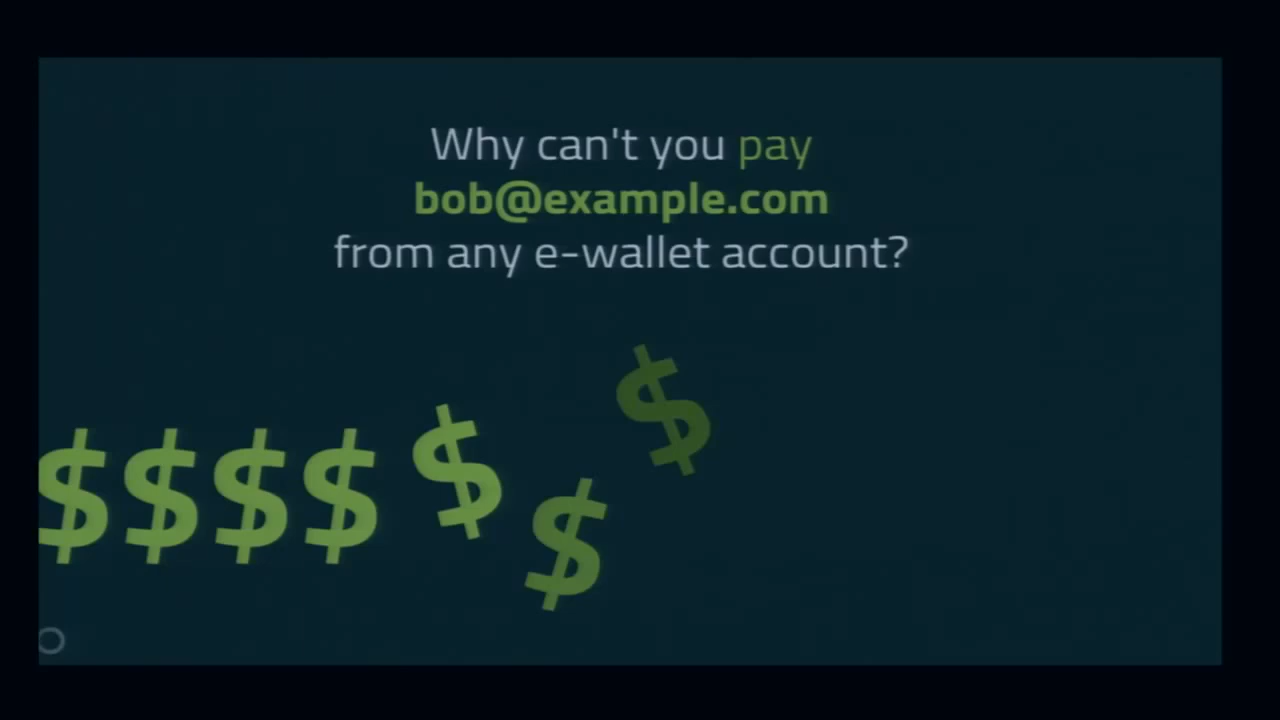 Why can't you pay
bob@example.com
from any e-wallet account?
$$$$ $ $ $